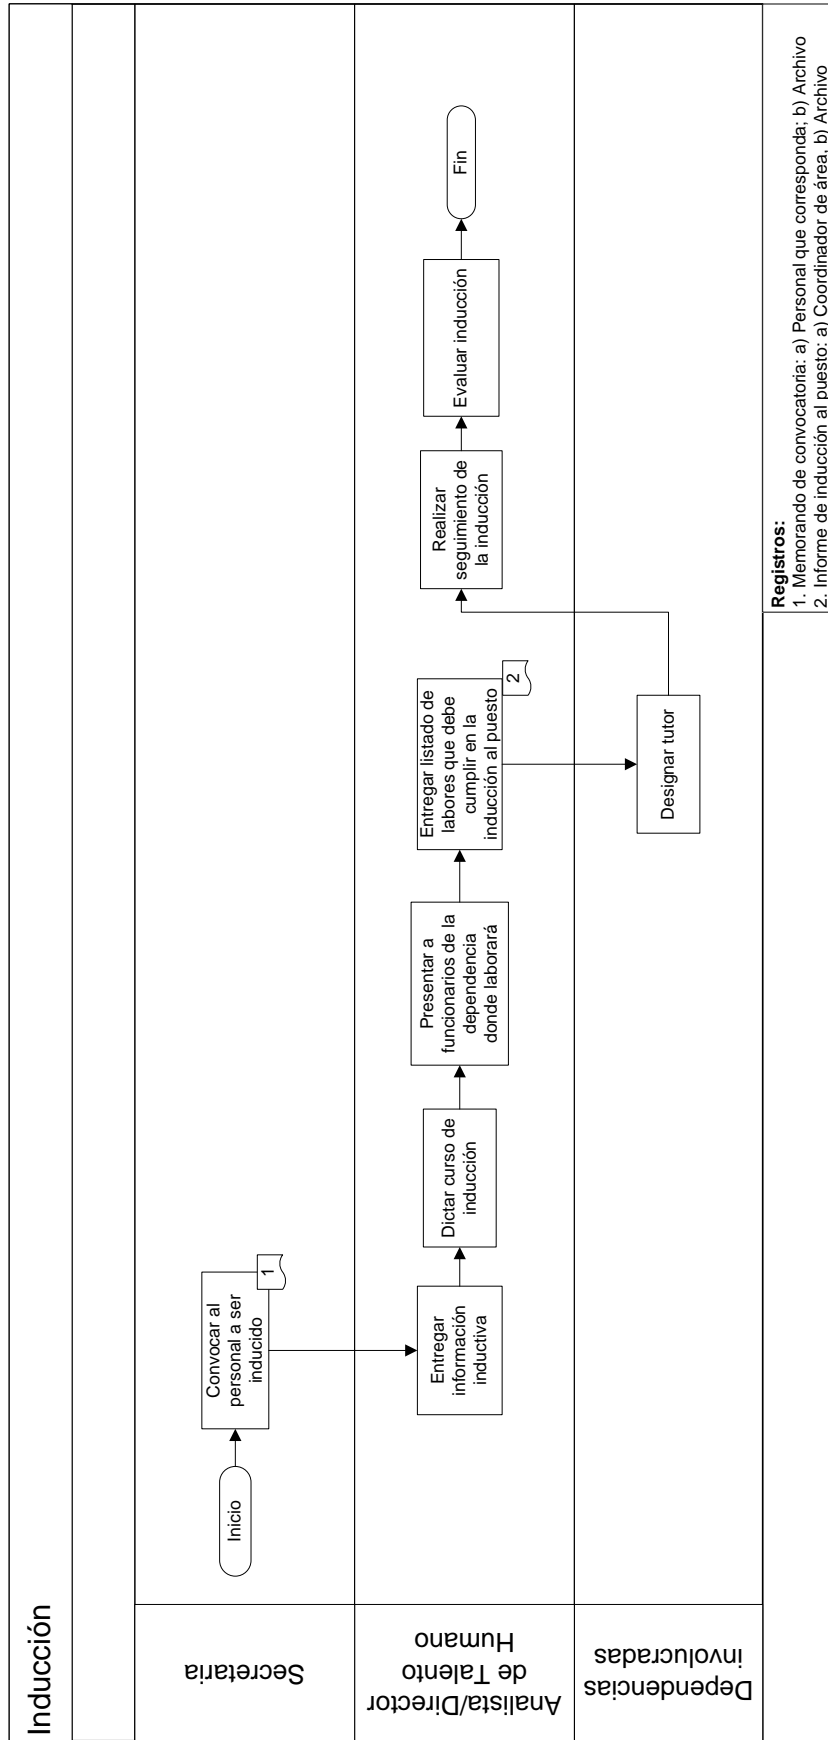 Inducción
Secretaria
Inicio
Convocar al
personal a ser
inducido
1
Analista/Director
de Talento
Humano
Entregar
información
inductiva
Dictar curso de
inducción
Presentar a
funcionarios de la
dependencia
donde laborará
Entregar listado de
labores que debe
cumplir en la
inducción al puesto
2
Realizar
seguimiento de
la inducción
Evaluar inducción
Fin
Dependencias
involucradas
Designar tutor
Registros:
1. Memorando de convocatoria: a) Personal que corresponda; b) Archivo
2. Informe de inducción al puesto: a) Coordinador de área, b) Archivo